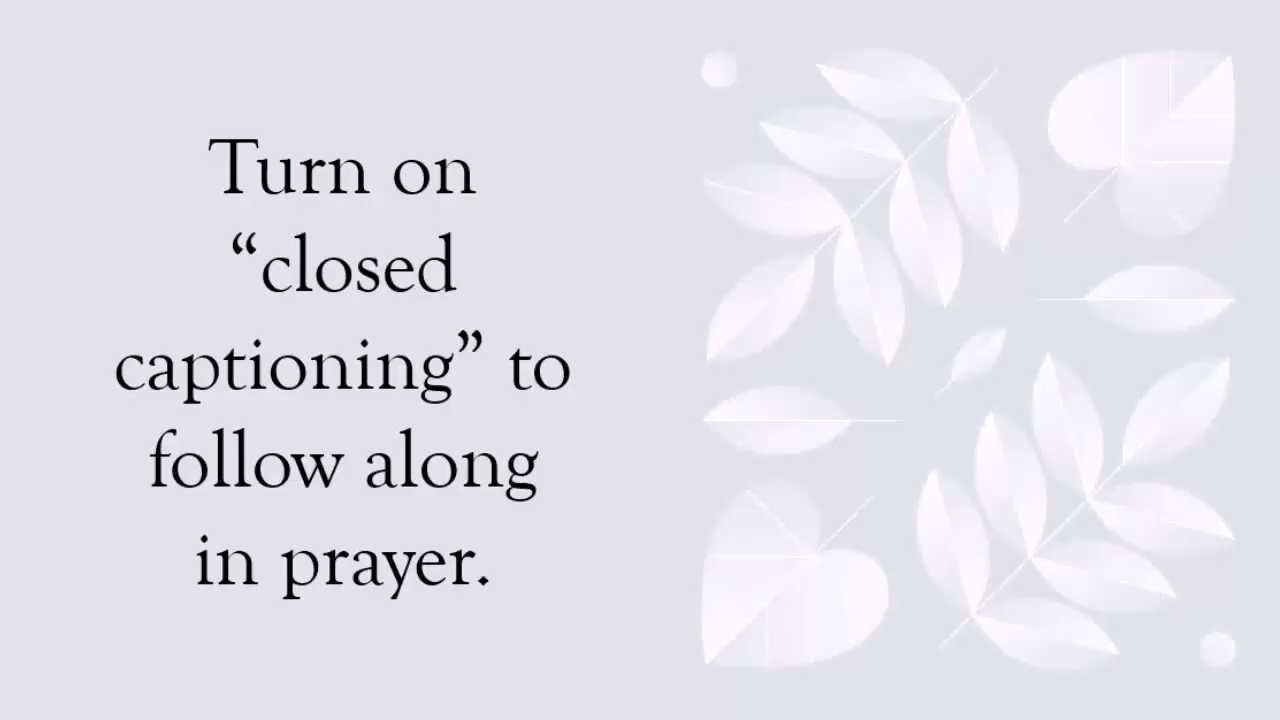 Turn on
“closed
captioning” to
follow along
in prayer.